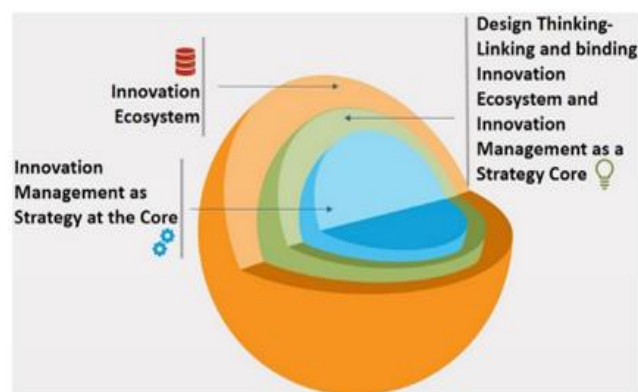 Innovation
Ecosystem
Innovation
Management as
Strategy at the Core
Design Thinking-
Linking and binding
Innovation
Ecosystem and
Innovation
Management as a
Strategy Core